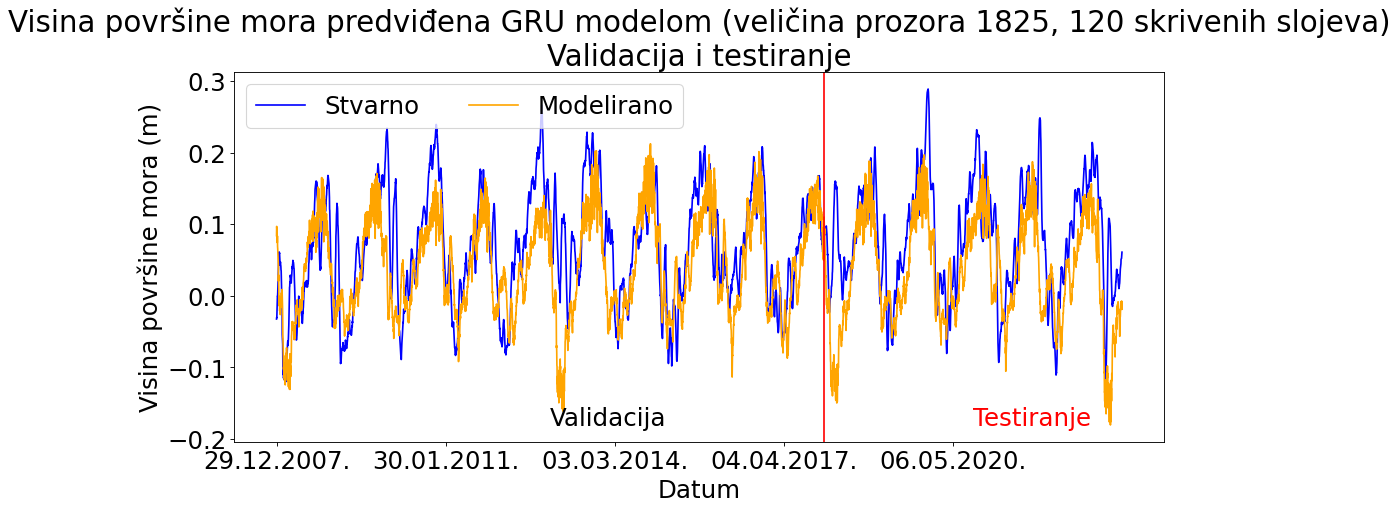 Visina površine mora predviđena GRU modelom (veličina prozora 1825, 120 skrivenih slojeva)
Validacija i testiranje
Stvarno
Modelirano
Visina površine mora (m)
0.3
0.2
0.1
0.0
−0.1
−0.2
Validacija
Testiranje
29.12.2007.
30.01.2011.
03.03.2014.
04.04.2017.
06.05.2020.
Datum